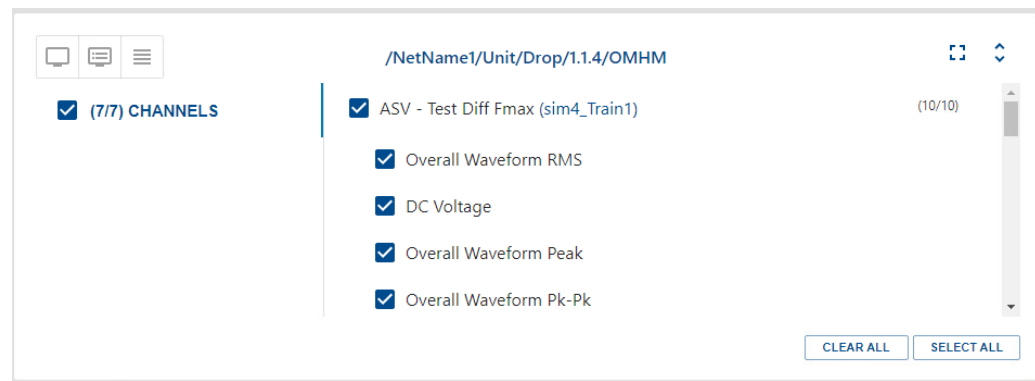 /NetName1/Unit/Drop/1.1.4/OMHM
(7/7) CHANNELS
ASV - Test Diff Fmax (sim4_Train1)
(10/10)
Overall Waveform RMS
DC Voltage
Overall Waveform Peak
Overall Waveform Pk-Pk
CLEAR ALL
SELECT ALL